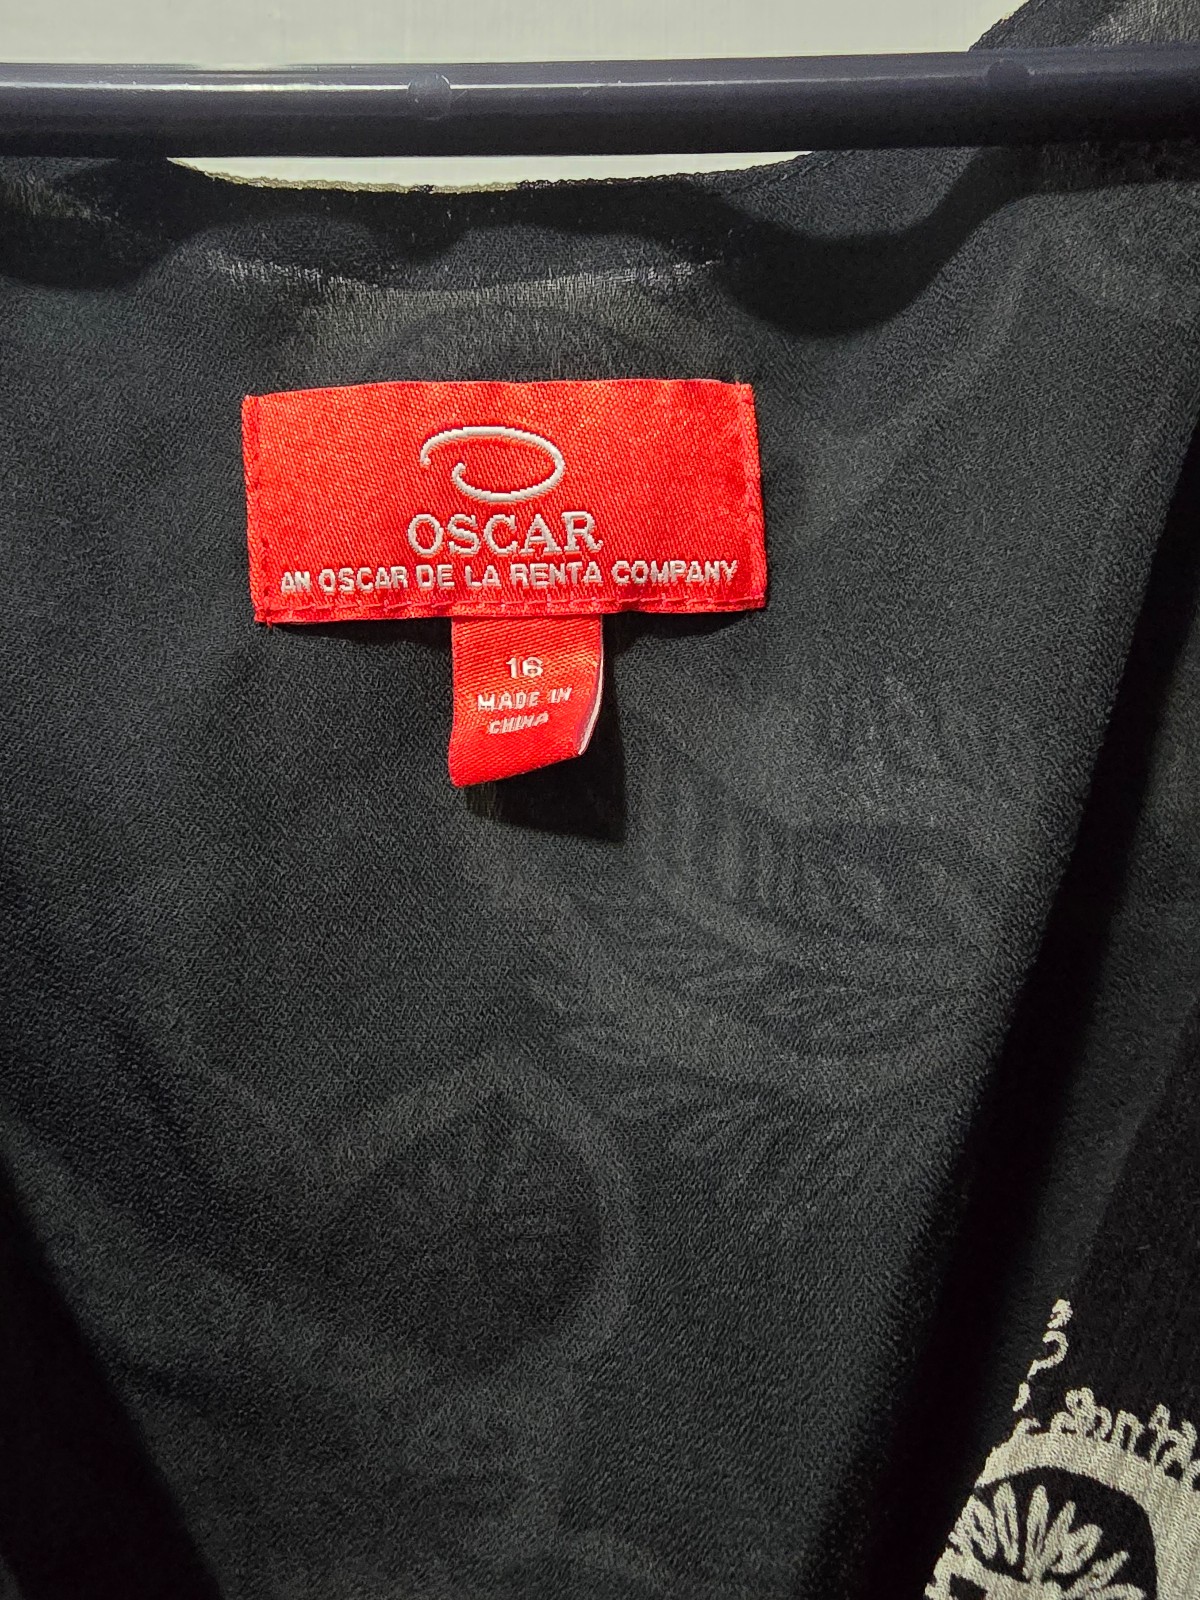 OSCAR
AN OSCAR DE LA RENTA COMPANY
16
MADE IN
CHINA